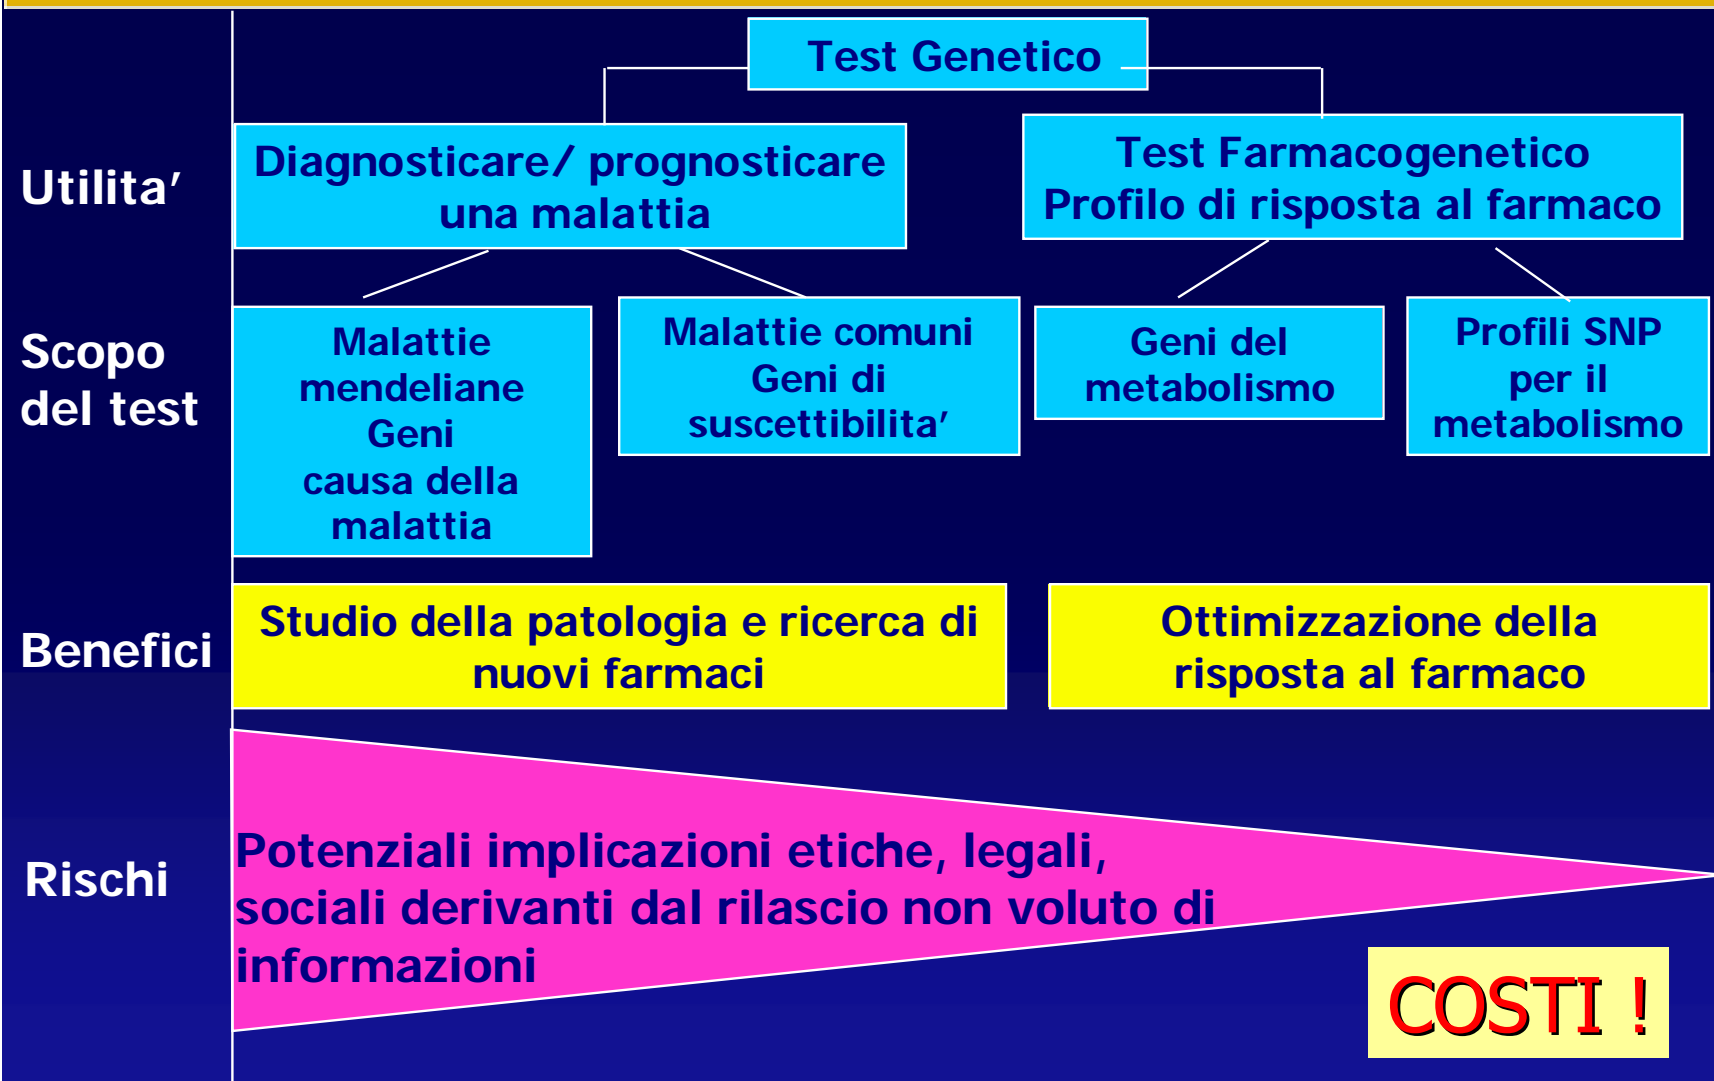 Test Genetico
Utilita'
Diagnosticare/ prognosticare
una malattia
Test Farmacogenetico
Profilo di risposta al farmaco
Scopo
del test
Malattie
mendeliane
Geni
causa della
malattia
Malattie comuni
Geni di
suscettibilita'
Geni del
metabolismo
Profili SNP
per il
metabolismo
Benefici
Studio della patologia e ricerca di
nuovi farmaci
Ottimizzazione della
risposta al farmaco
Rischi
Potenziali implicazioni etiche, legali,
sociali derivanti dal rilascio non voluto di
informazioni
COSTI !